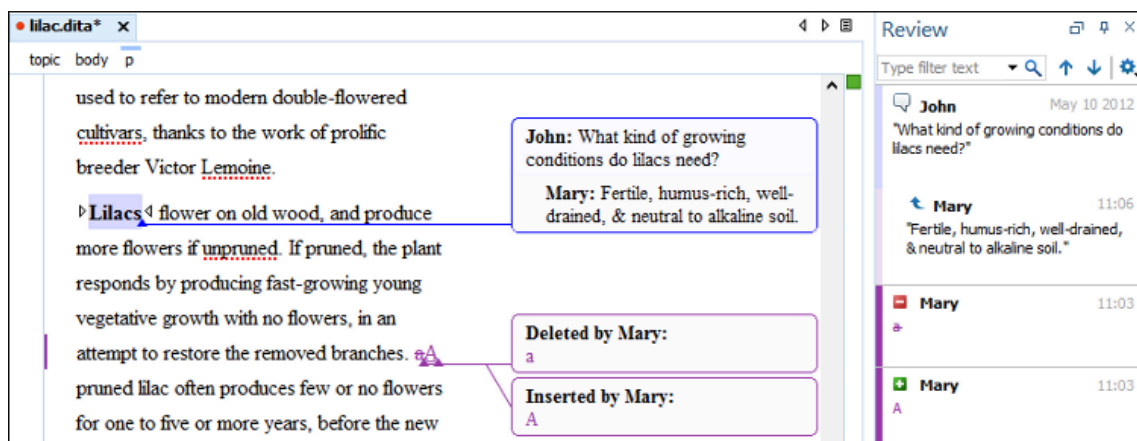 lilac.dita*
topic body p
used to refer to modern double-flowered
cultivars, thanks to the work of prolific
breeder Victor Lemoine.
Lilacs flower on old wood, and produce
more flowers if unpruned. If pruned, the plant
responds by producing fast-growing young
vegetative growth with no flowers, in an
attempt to restore the removed branches. aA
pruned lilac often produces few or no flowers
for one to five or more years, before the new
John: What kind of growing
conditions do lilacs need?
Mary: Fertile, humus-rich, well-
drained, & neutral to alkaline soil.
Deleted by Mary:
a
Inserted by Mary:
A
Review
Type filter text
John May 10 2012
"What kind of growing conditions do
lilacs need?"
Mary 11:06
"Fertile, humus-rich, well-drained,
& neutral to alkaline soil."
Mary 11:03
a
Mary 11:03
A